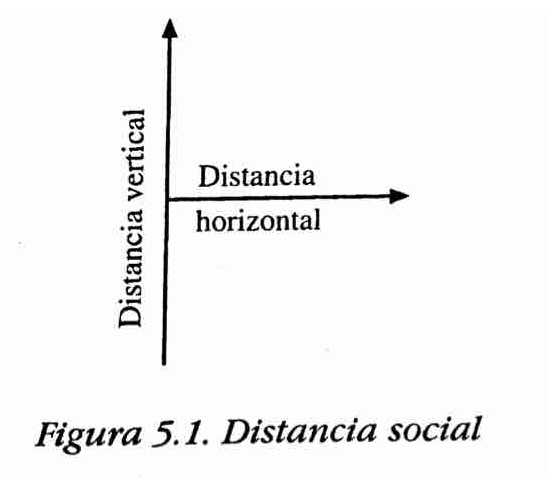 Distancia vertical
Distancia
horizontal
Figura 5.1. Distancia social